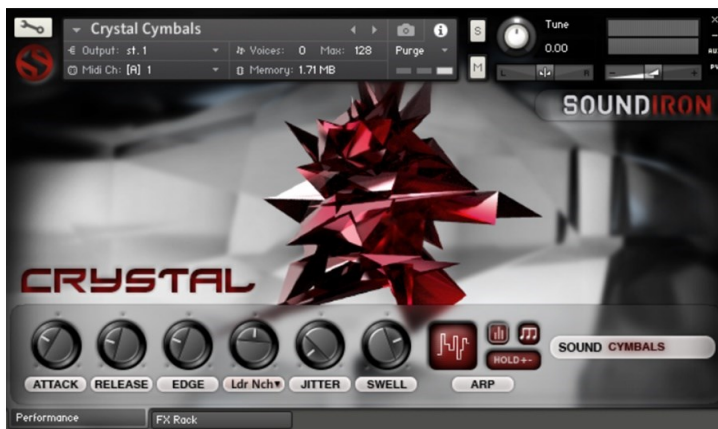 Crystal Cymbals
S Tune
Output: st.1 Voices: 0 Max: 128 Purge 0.00
Midi Ch: [A] 1 Memory: 1.71 MB M L R - +
SOUNDIRON
CRYSTAL
HOLD+-
SOUND CYMBALS
ATTACK RELEASE EDGE Ldr Nch JITTER SWELL ARP
Performance FX Rack